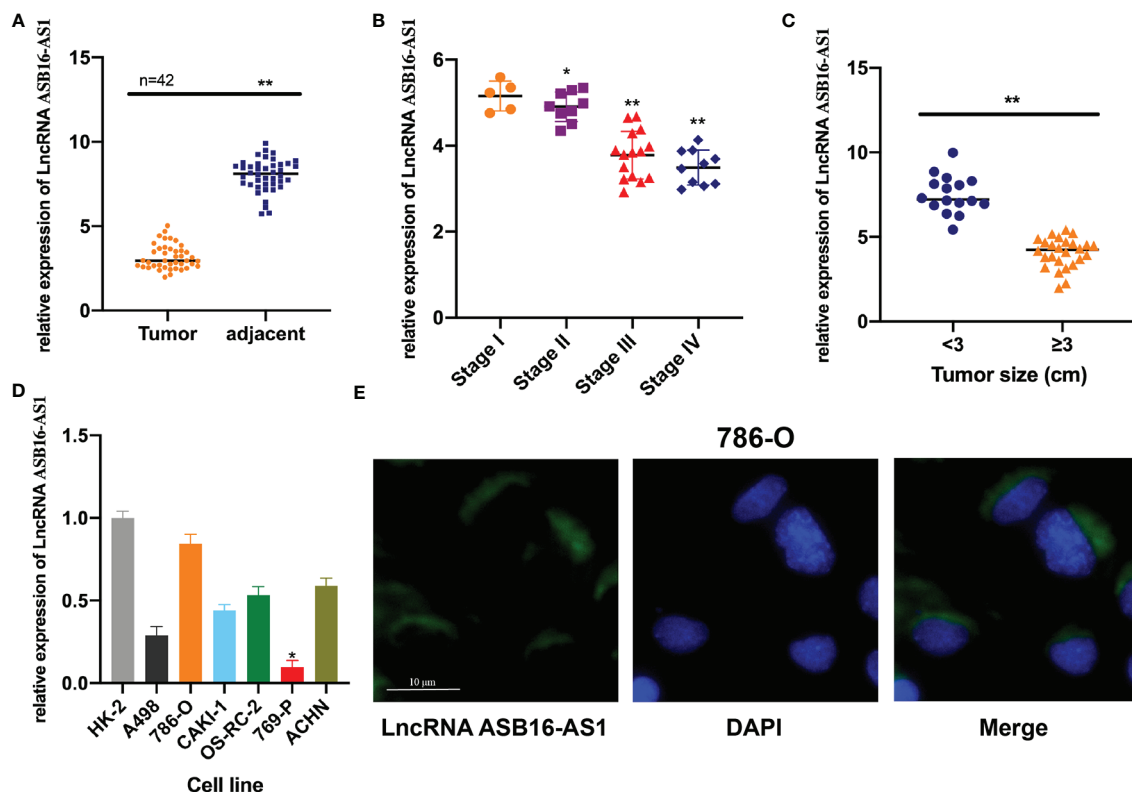 A
relative expression of LncRNA ASB16-AS1
15
10
5
0
n=42
**
Tumor
adjacent
B
relative expression of LncRNA ASB16-AS1
6
4
2
0
*
**
**
Stage I
Stage II
Stage III
Stage IV
C
relative expression of LncRNA ASB16-AS1
15
10
5
0
**
<3
≥3
Tumor size (cm)
D
relative expression of LncRNA ASB16-AS1
1.5
1.0
0.5
0.0
*
HK-2
A498
786-O
CAKI-1
OS-RC-2
769-P
ACHN
Cell line
E
786-O
10 μm
LncRNA ASB16-AS1
DAPI
Merge